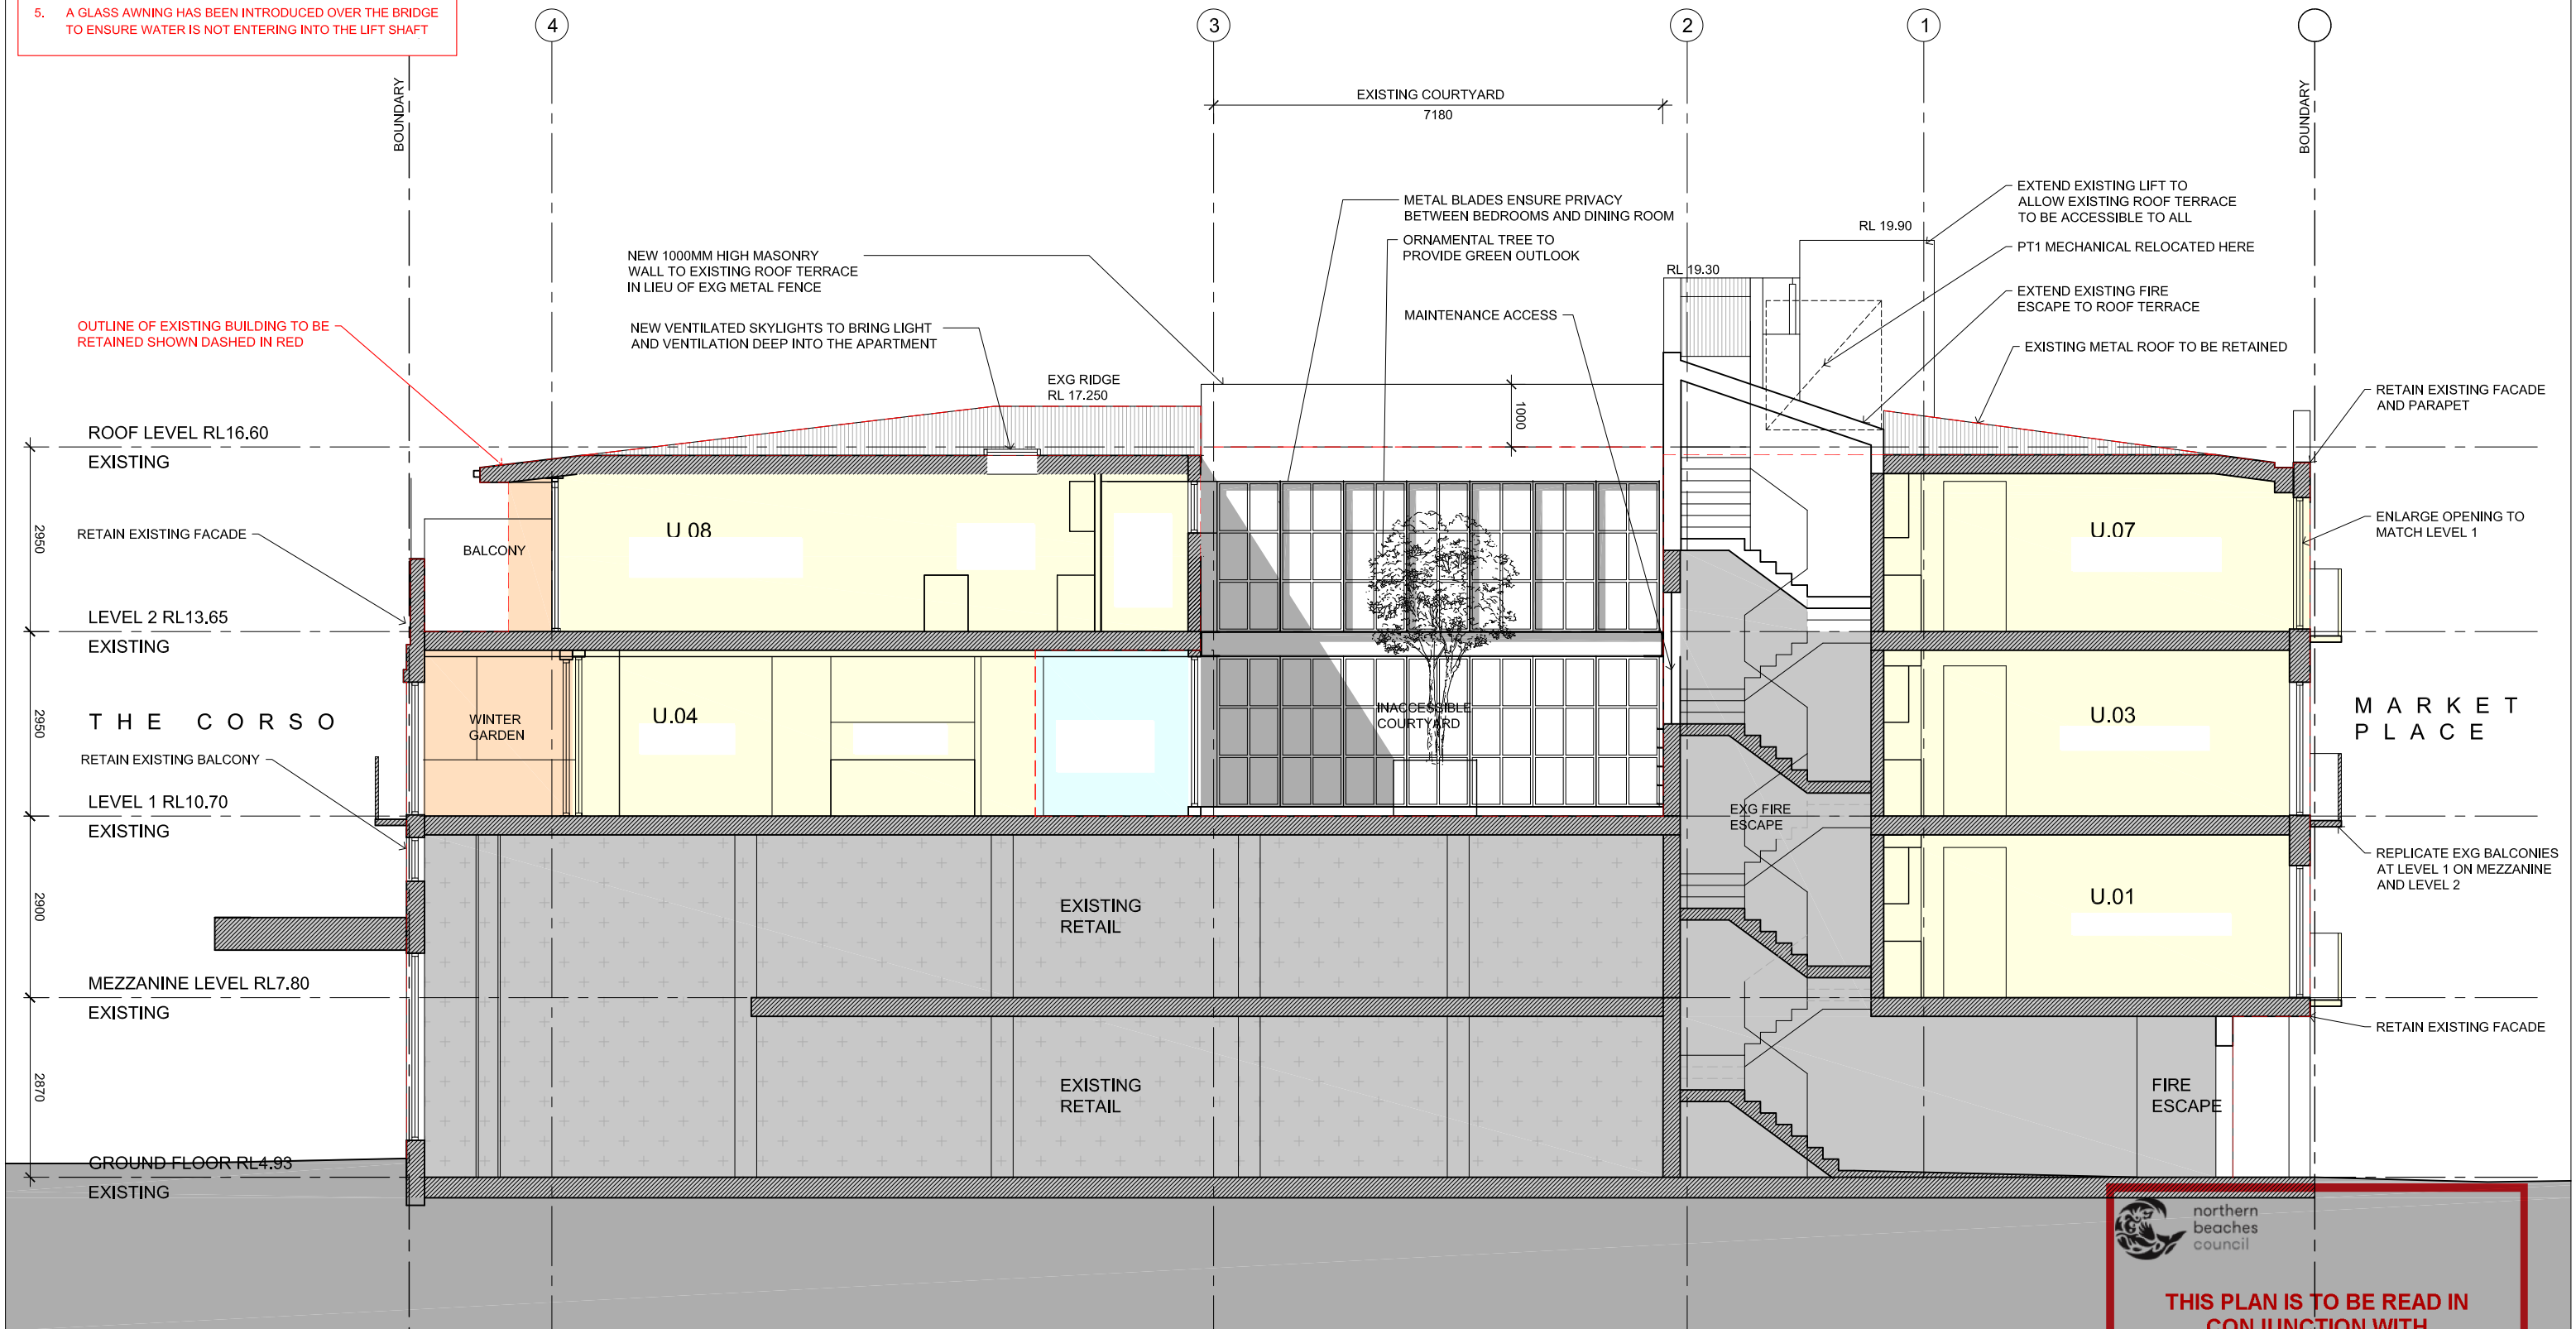 5. A GLASS AWNING HAS BEEN INTRODUCED OVER THE BRIDGE
TO ENSURE WATER IS NOT ENTERING INTO THE LIFT SHAFT
4
3
2
1
BOUNDARY
BOUNDARY
EXISTING COURTYARD
7180
METAL BLADES ENSURE PRIVACY
BETWEEN BEDROOMS AND DINING ROOM
ORNAMENTAL TREE TO
PROVIDE GREEN OUTLOOK
MAINTENANCE ACCESS
EXTEND EXISTING LIFT TO
ALLOW EXISTING ROOF TERRACE
TO BE ACCESSIBLE TO ALL
RL 19.90
PT1 MECHANICAL RELOCATED HERE
RL 19.30
EXTEND EXISTING FIRE
ESCAPE TO ROOF TERRACE
EXISTING METAL ROOF TO BE RETAINED
NEW 1000MM HIGH MASONRY
WALL TO EXISTING ROOF TERRACE
IN LIEU OF EXG METAL FENCE
NEW VENTILATED SKYLIGHTS TO BRING LIGHT
AND VENTILATION DEEP INTO THE APARTMENT
OUTLINE OF EXISTING BUILDING TO BE
RETAINED SHOWN DASHED IN RED
EXG RIDGE
RL 17.250
1000
RETAIN EXISTING FACADE
AND PARAPET
ROOF LEVEL RL16.60
EXISTING
2950
RETAIN EXISTING FACADE
BALCONY
U 08
U.07
ENLARGE OPENING TO
MATCH LEVEL 1
LEVEL 2 RL13.65
EXISTING
2950
THE CORSO
WINTER
GARDEN
U.04
INACCESSIBLE
COURTYARD
U.03
MARKET
PLACE
RETAIN EXISTING BALCONY
LEVEL 1 RL10.70
EXISTING
EXG FIRE
ESCAPE
REPLICATE EXG BALCONIES
AT LEVEL 1 ON MEZZANINE
AND LEVEL 2
2900
EXISTING
RETAIL
U.01
MEZZANINE LEVEL RL7.80
EXISTING
RETAIN EXISTING FACADE
2870
EXISTING
RETAIL
FIRE
ESCAPE
GROUND FLOOR RL4.93
EXISTING
northern
beaches
council
THIS PLAN IS TO BE READ IN
CONJUNCTION WITH